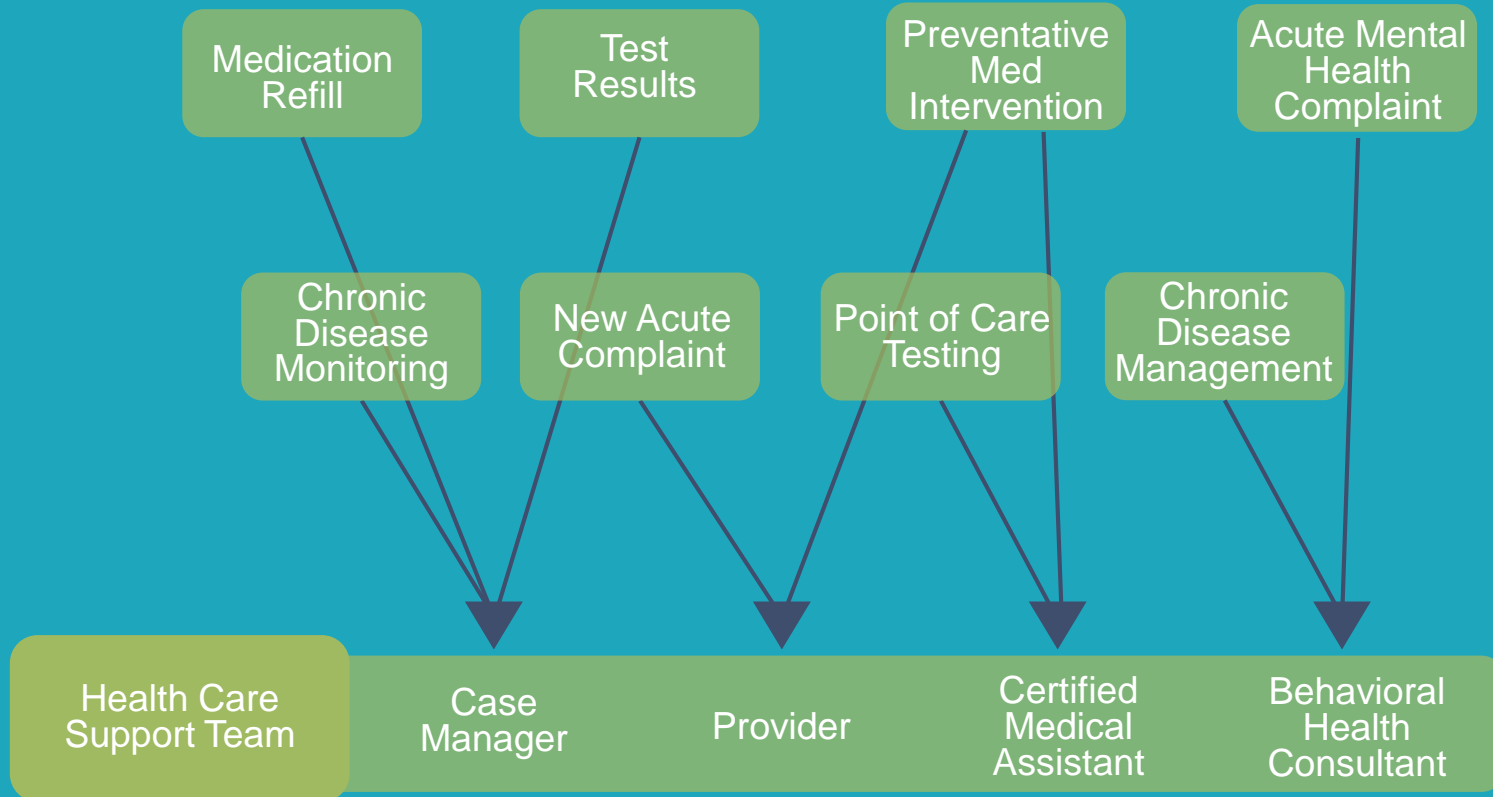 Medication
Refill
Test
Results
Preventative
Med
Intervention
Acute Mental
Health
Complaint
Chronic
Disease
Monitoring
New Acute
Complaint
Point of Care
Testing
Chronic
Disease
Management
Health Care
Support Team
Case
Manager
Provider
Certified
Medical
Assistant
Behavioral
Health
Consultant